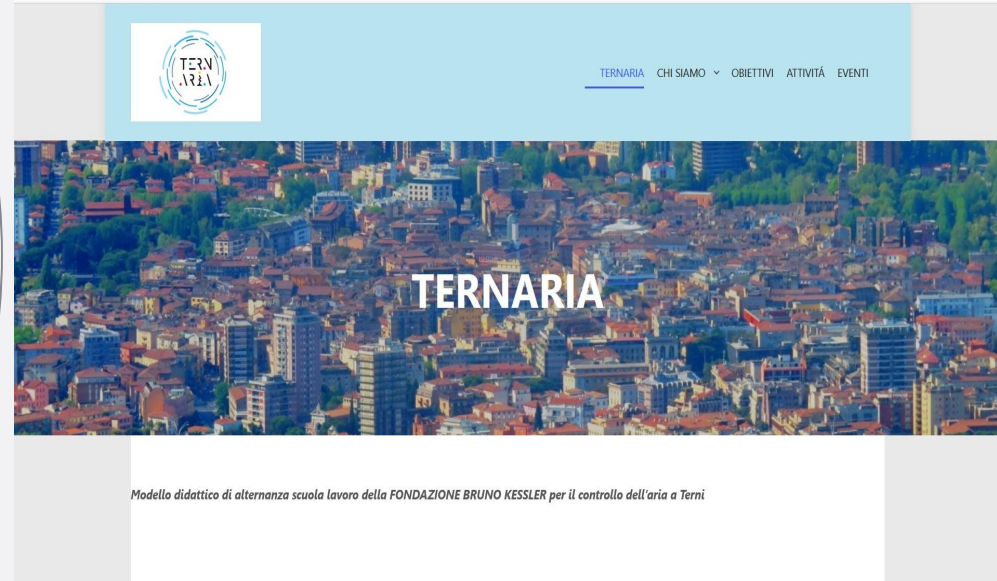 TERN
ARIA
TERNARIA CHI SIAMO OBIETTIVI ATTIVITÁ EVENTI
TERNARIA
Modello didattico di alternanza scuola lavoro della FONDAZIONE BRUNO KESSLER per il controllo dell'aria a Terni